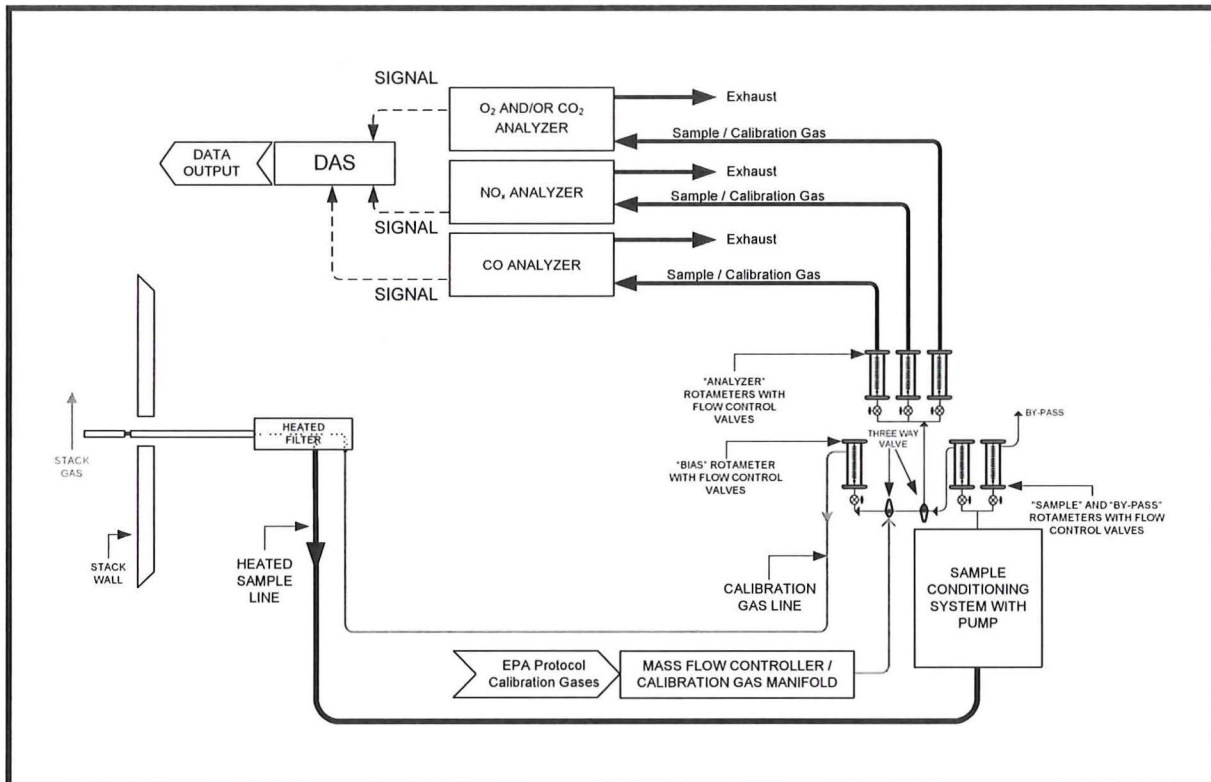 SIGNAL
O₂ AND/OR CO₂
ANALYZER
Exhaust
Sample / Calibration Gas
DATA
OUTPUT
DAS
NOₓ ANALYZER
Exhaust
Sample / Calibration Gas
SIGNAL
CO ANALYZER
Exhaust
Sample / Calibration Gas
SIGNAL
"ANALYZER"
ROTAMETERS WITH
FLOW CONTROL
VALVES
BY-PASS
THREE WAY
VALVE
HEATED
FILTER
STACK
GAS
"BIAS" ROTAMETER
WITH FLOW CONTROL
VALVES
"SAMPLE" AND "BY-PASS"
ROTAMETERS WITH FLOW
CONTROL VALVES
STACK
WALL
HEATED
SAMPLE
LINE
CALIBRATION
GAS LINE
SAMPLE
CONDITIONING
SYSTEM WITH
PUMP
EPA Protocol
Calibration Gases
MASS FLOW CONTROLLER /
CALIBRATION GAS MANIFOLD